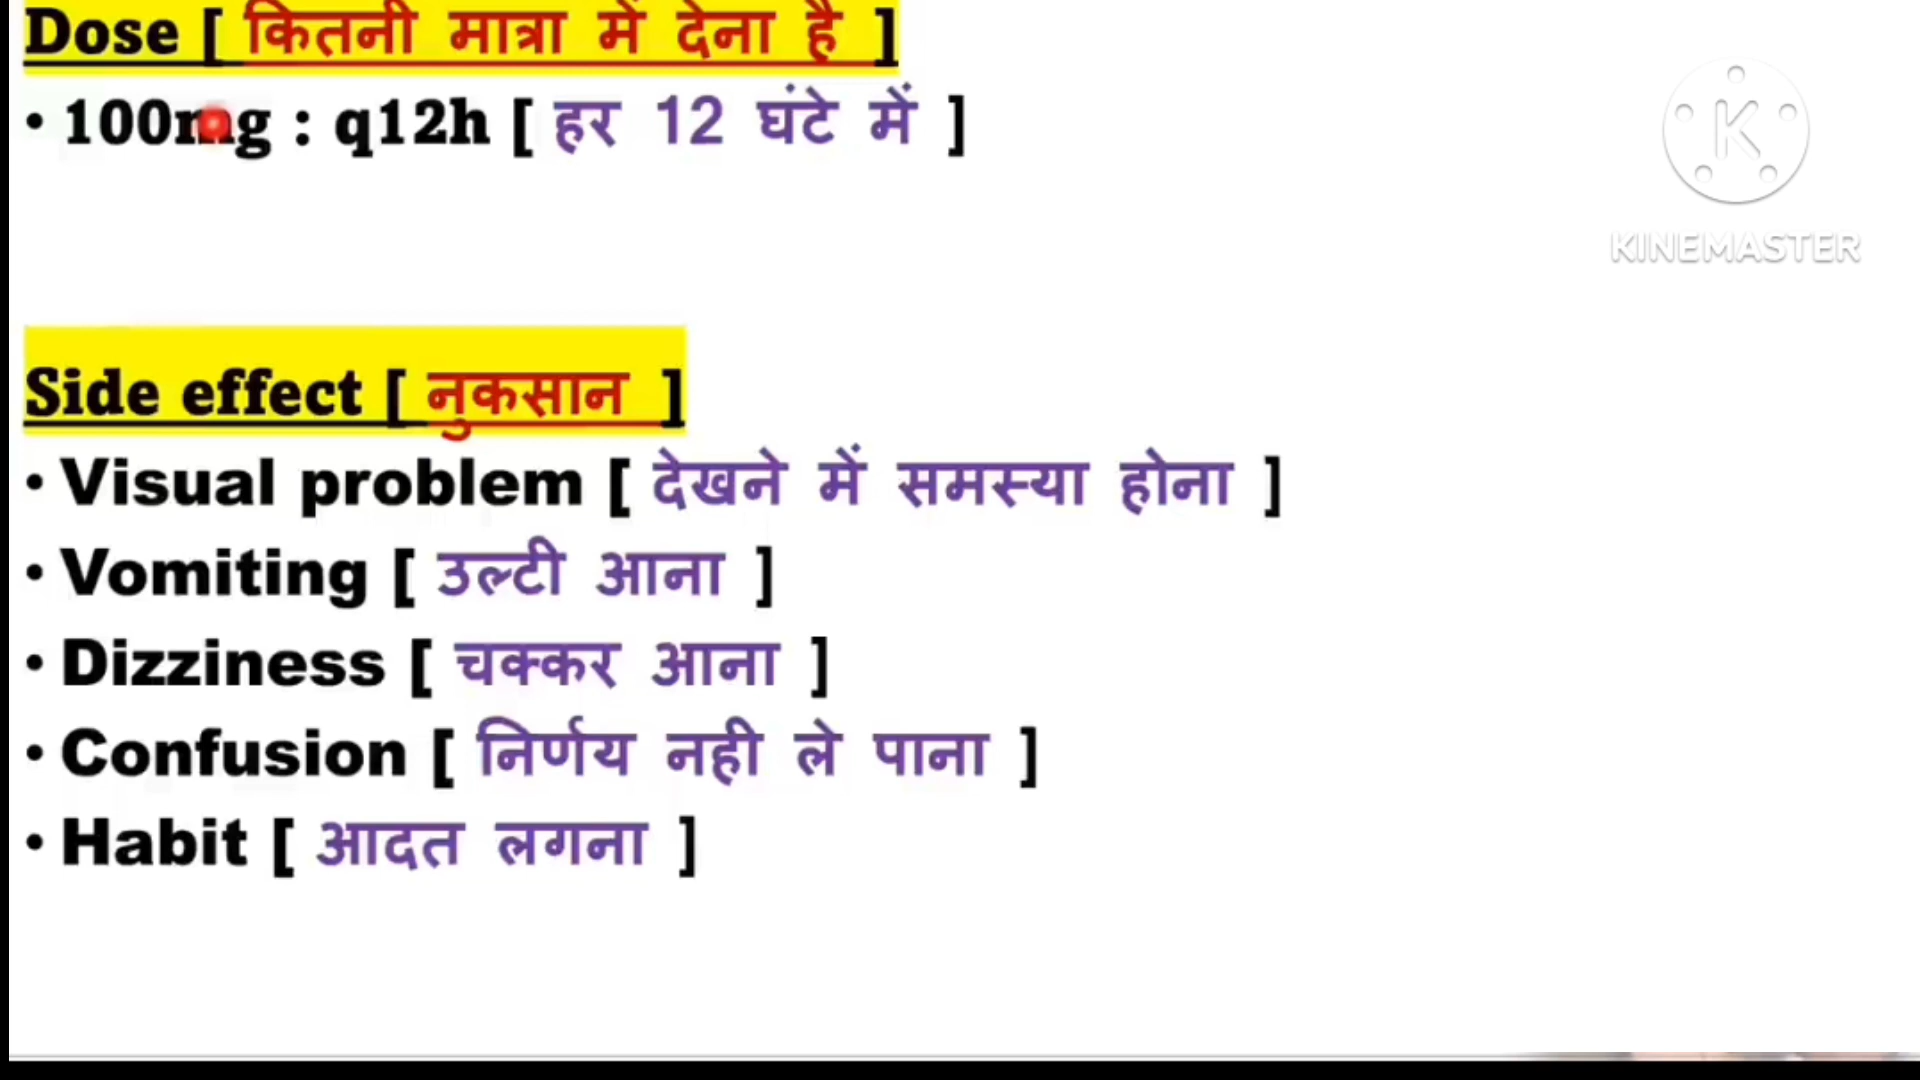 Dose [ कितनी मात्रा में देना है ]
• 100mg : q12h [ हर 12 घंटे में ]
KINEMASTER
Side effect [ नुकसान ]
• Visual problem [ देखने में समस्या होना ]
• Vomiting [ उल्टी आना ]
• Dizziness [ चक्कर आना ]
• Confusion [ निर्णय नही ले पाना ]
• Habit [ आदत लगना ]